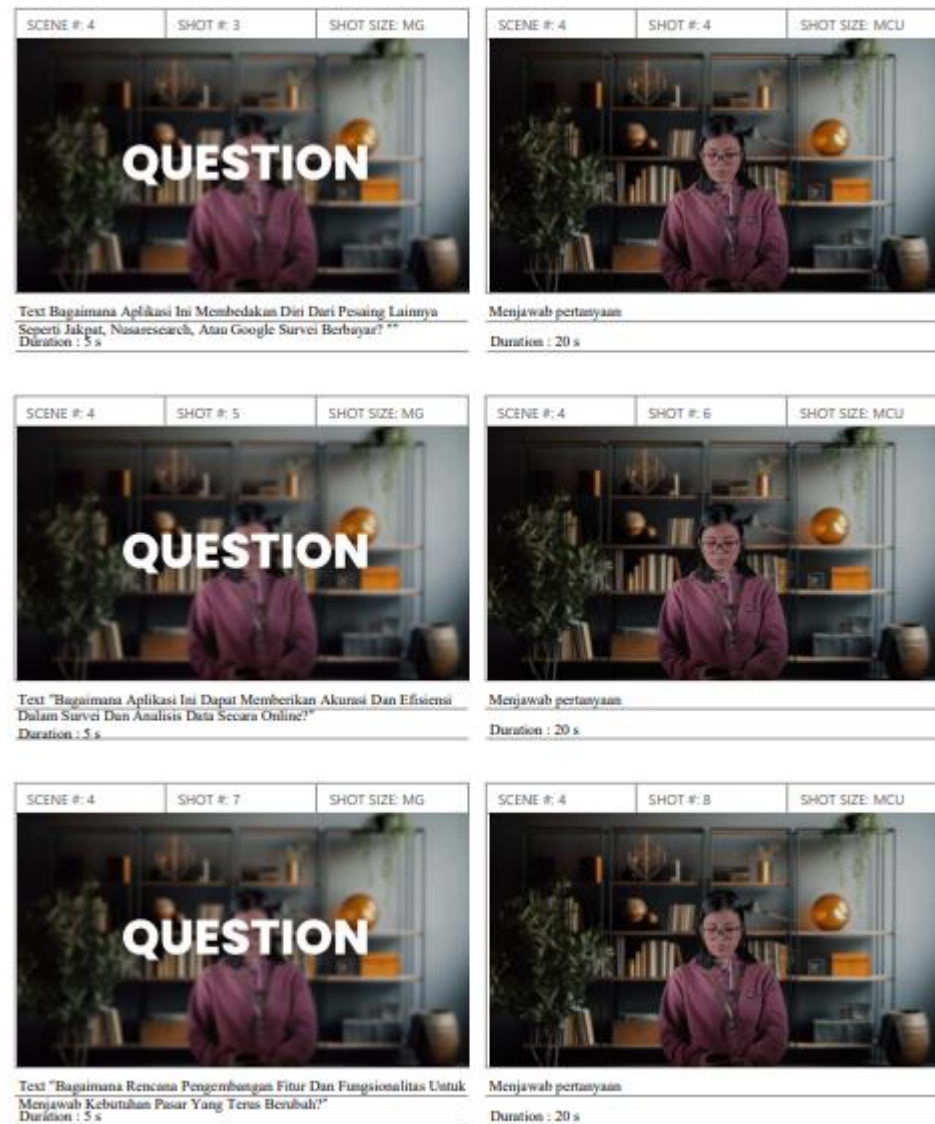 SCENE #: 4 SHOT #: 3 SHOT SIZE: MG
QUESTION
Text Bagaimana Aplikasi Ini Membedakan Diri Dari Pesaing Lainnya
Seperti Jakpat, Nusaresearch, Atau Google Survei Berbayar? ""
Duration : 5 s
SCENE #: 4 SHOT #: 4 SHOT SIZE: MCU
Menjawab pertanyaan
Duration : 20 s
SCENE #: 4 SHOT #: 5 SHOT SIZE: MG
QUESTION
Text "Bagaimana Aplikasi Ini Dapat Memberikan Akurasi Dan Efisiensi
Dalam Survei Dan Analisis Data Secara Online?"
Duration : 5 s
SCENE #: 4 SHOT #: 6 SHOT SIZE: MCU
Menjawab pertanyaan
Duration : 20 s
SCENE #: 4 SHOT #: 7 SHOT SIZE: MG
QUESTION
Text "Bagaimana Rencana Pengembangan Fitur Dan Fungsionalitas Untuk
Menjawab Kebutuhan Pasar Yang Terus Berubah?"
Duration : 5 s
SCENE #: 4 SHOT #: 8 SHOT SIZE: MCU
Menjawab pertanyaan
Duration : 20 s